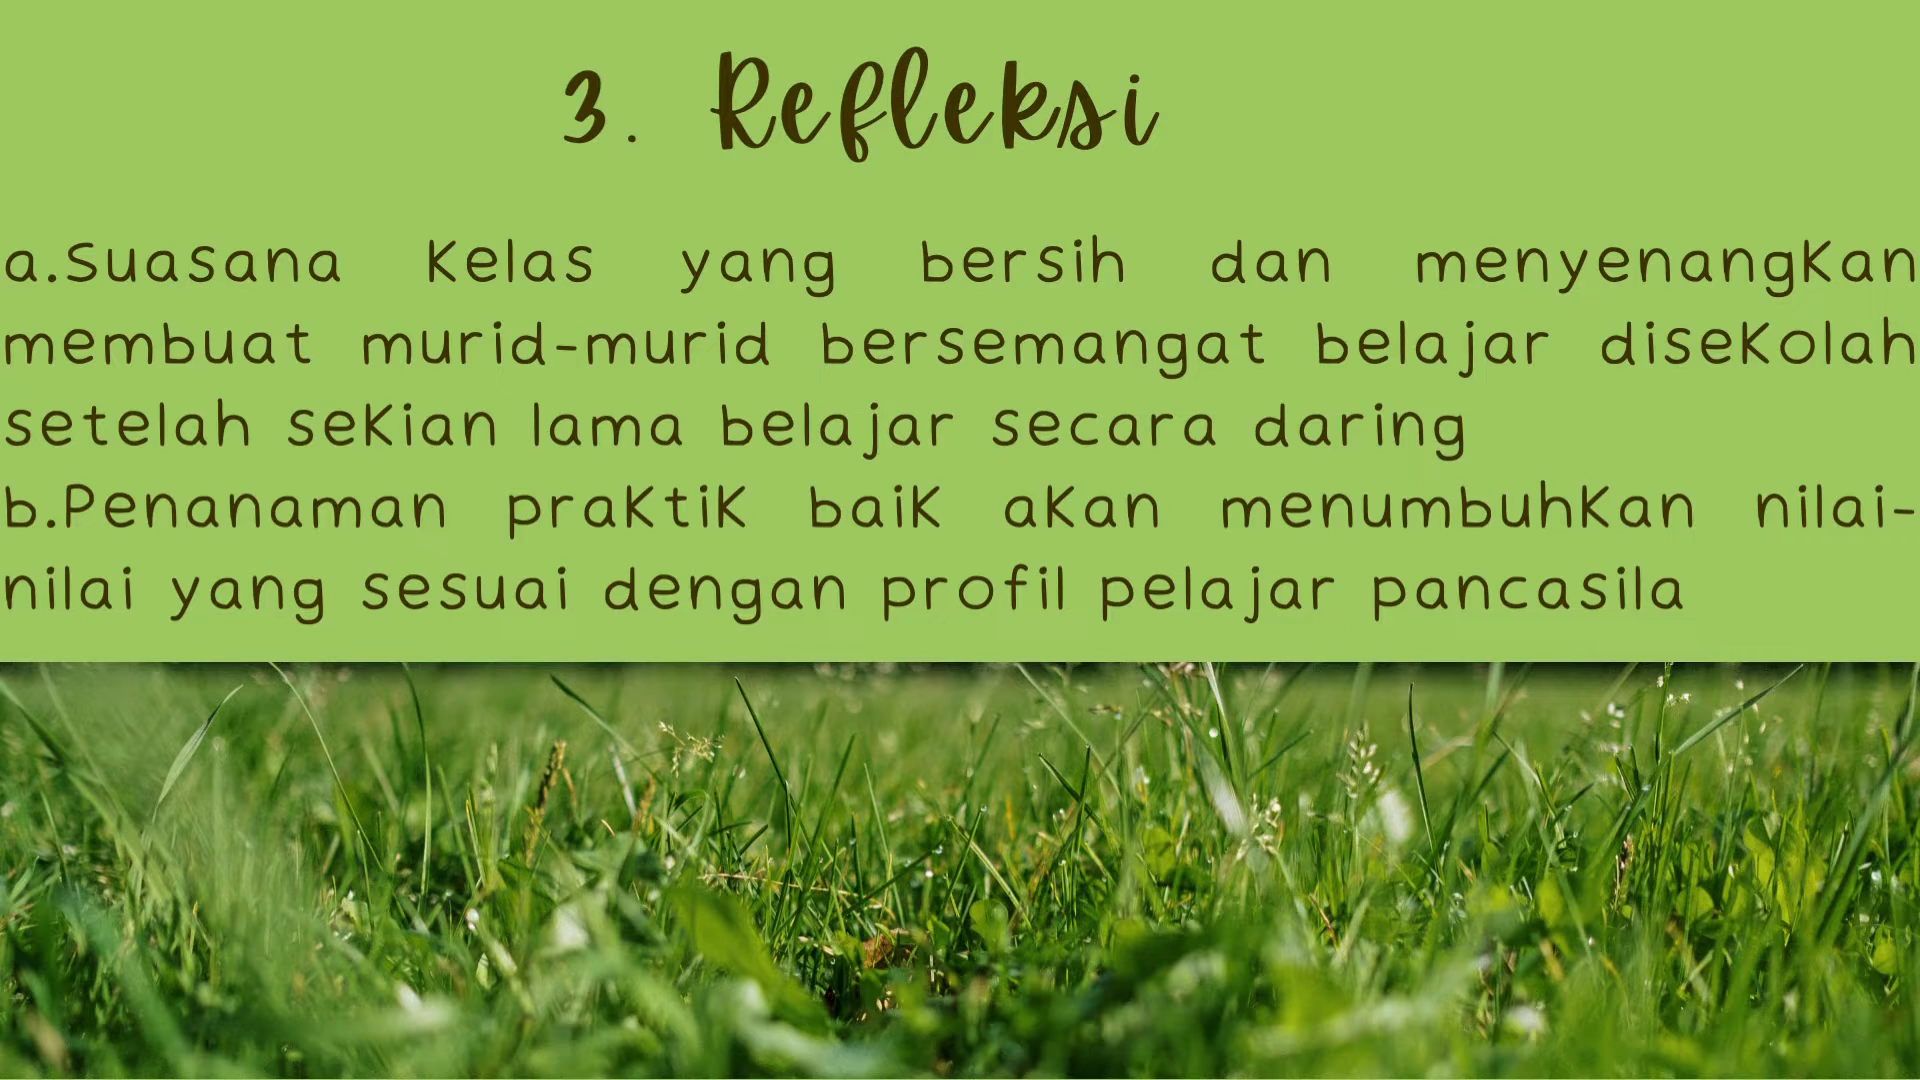 3. Refleksi
a.Suasana kelas yang bersih dan menyenangkan
membuat murid-murid bersemangat belajar disekolah
setelah sekian lama belajar secara daring
b.Penanaman praktik baik akan menumbuhkan nilai-
nilai yang sesuai dengan profil pelajar pancasila